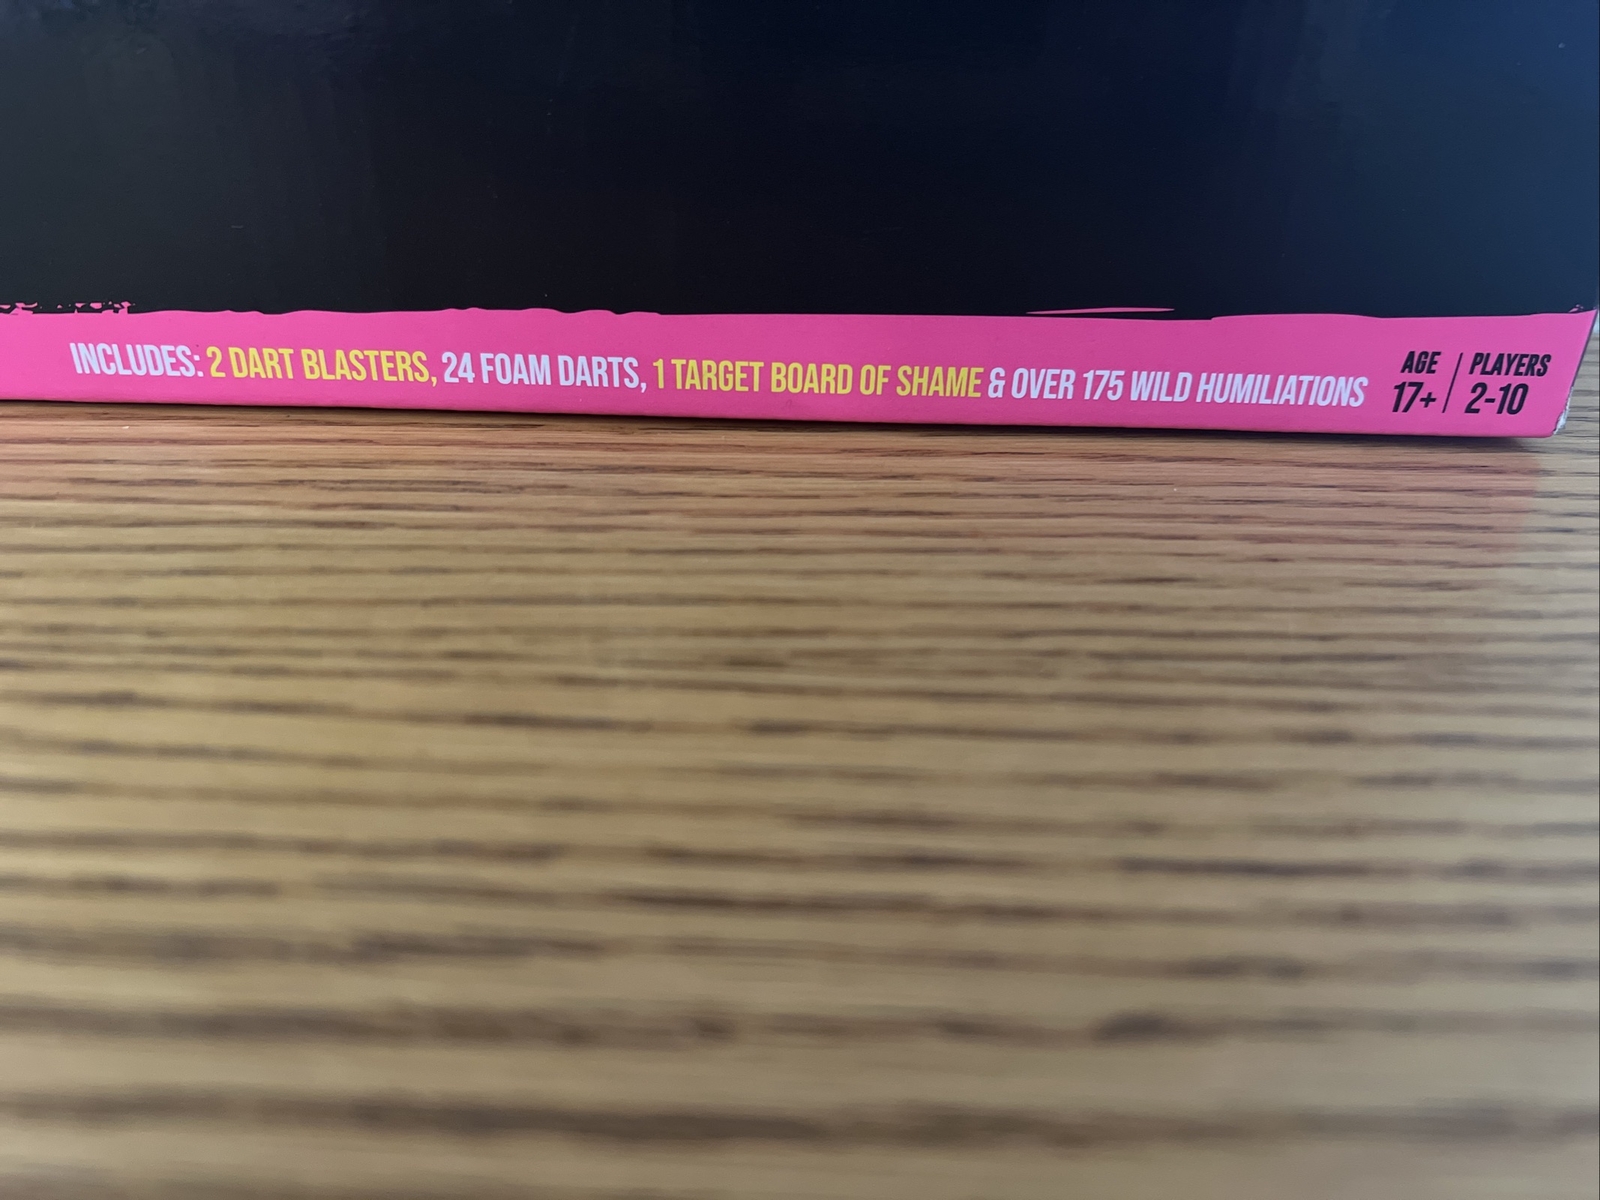 INCLUDES: 2 DART BLASTERS, 24 FOAM DARTS, 1 TARGET BOARD OF SHAME & OVER 175 WILD HUMILIATIONS
AGE
17+
PLAYERS
2-10